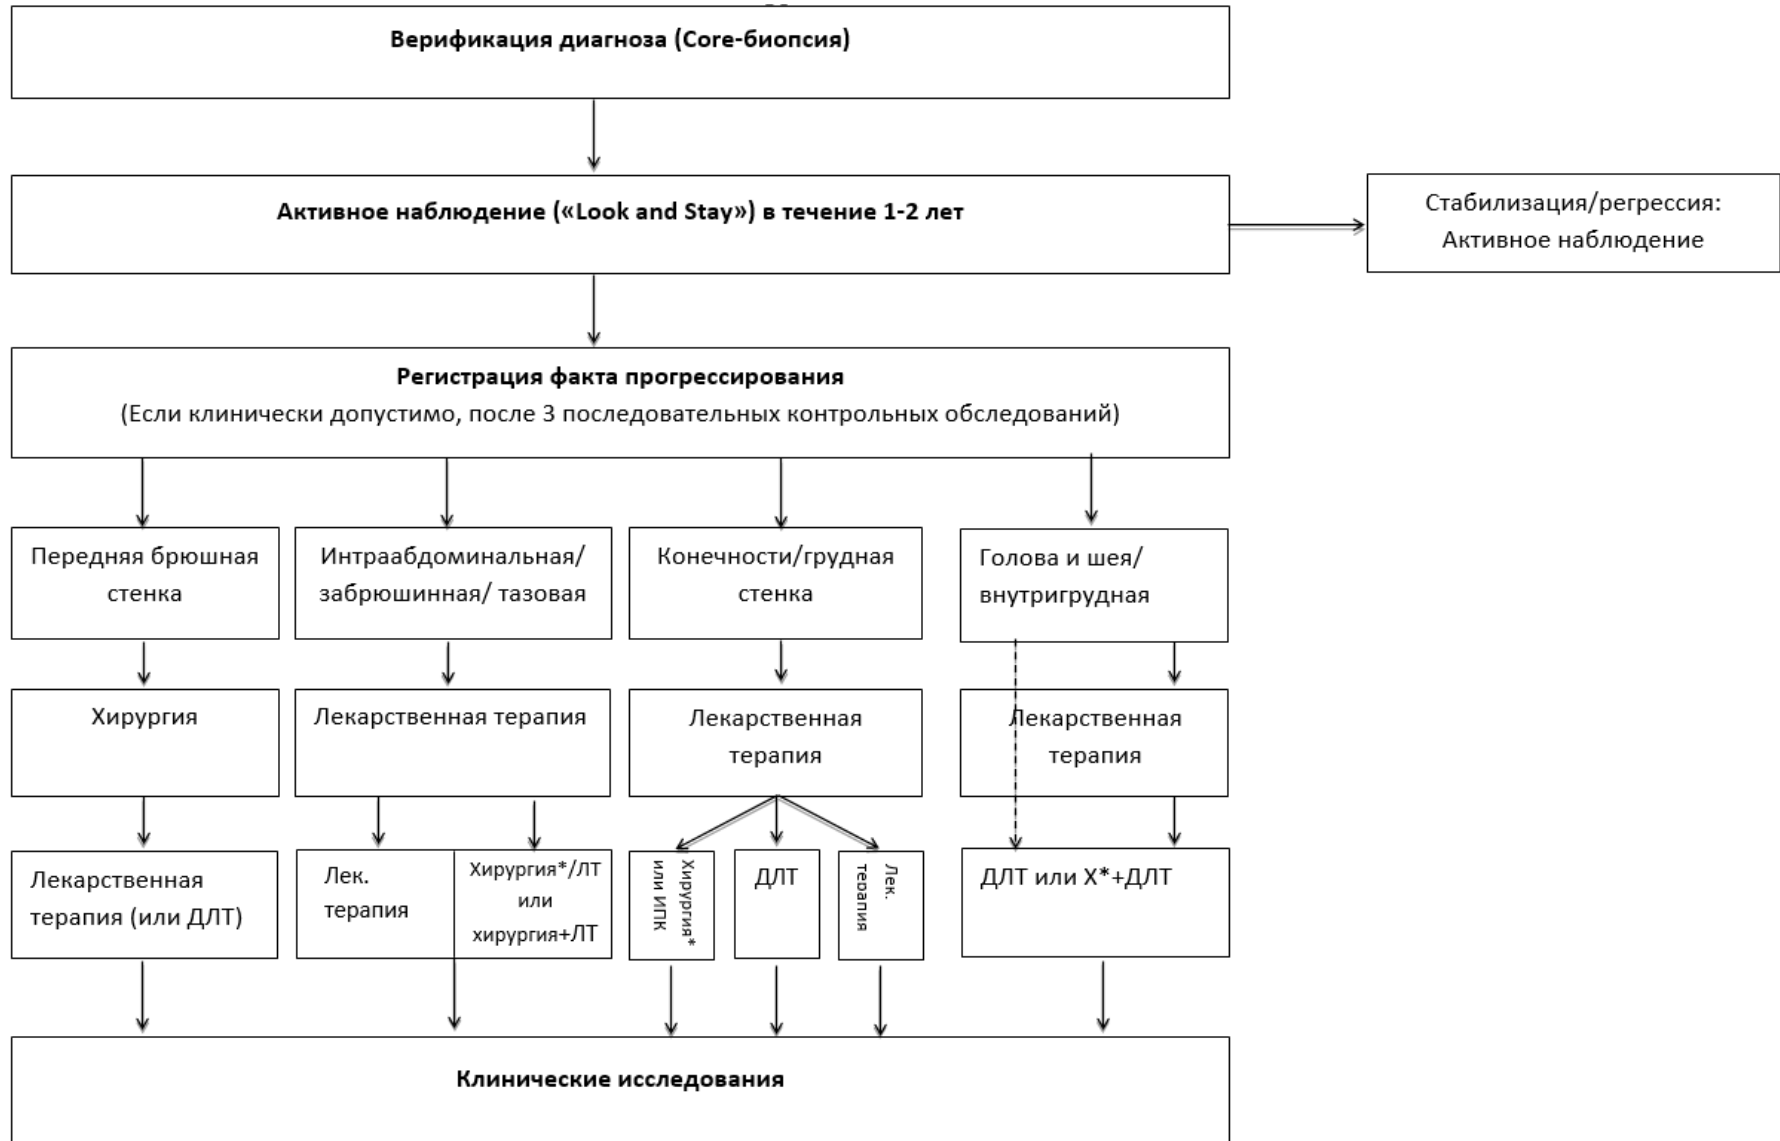 Верификация диагноза (Core-биопсия)
Активное наблюдение («Look and Stay») в течение 1-2 лет
Стабилизация/регрессия:
Активное наблюдение
Регистрация факта прогрессирования
(Если клинически допустимо, после 3 последовательных контрольных обследований)
Передняя брюшная
стенка
Интраабдоминальная/
забрюшинная/ тазовая
Конечности/грудная
стенка
Голова и шея/
внутригрудная
Хирургия
Лекарственная терапия
Лекарственная
терапия
Лекарственная
терапия
Лекарственная
терапия (или ДЛТ)
Лек.
терапия
Хирургия*/ЛТ
или
хирургия+ЛТ
Хирургия*
или ИПК
ДЛТ
Лек.
терапия
ДЛТ или Х*+ДЛТ
Клинические исследования